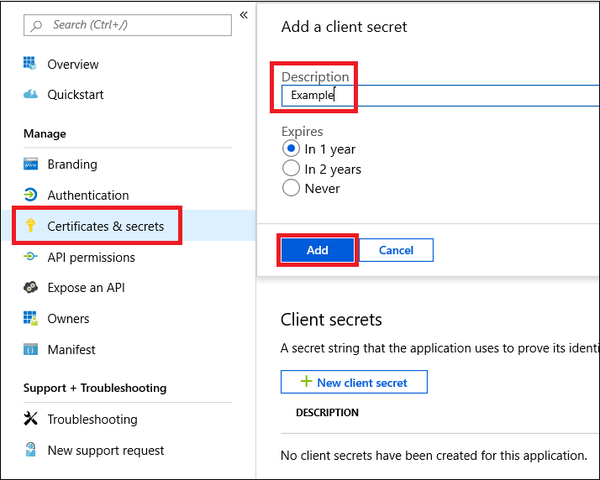 Search (Ctrl+/)
«
Overview
Quickstart
Manage
Branding
Authentication
Certificates & secrets
API permissions
Expose an API
Owners
Manifest
Support + Troubleshooting
Troubleshooting
New support request
Add a client secret
Description
Example
Expires
In 1 year
In 2 years
Never
Add
Cancel
Client secrets
A secret string that the application uses to prove its identi
+ New client secret
DESCRIPTION
No client secrets have been created for this application.